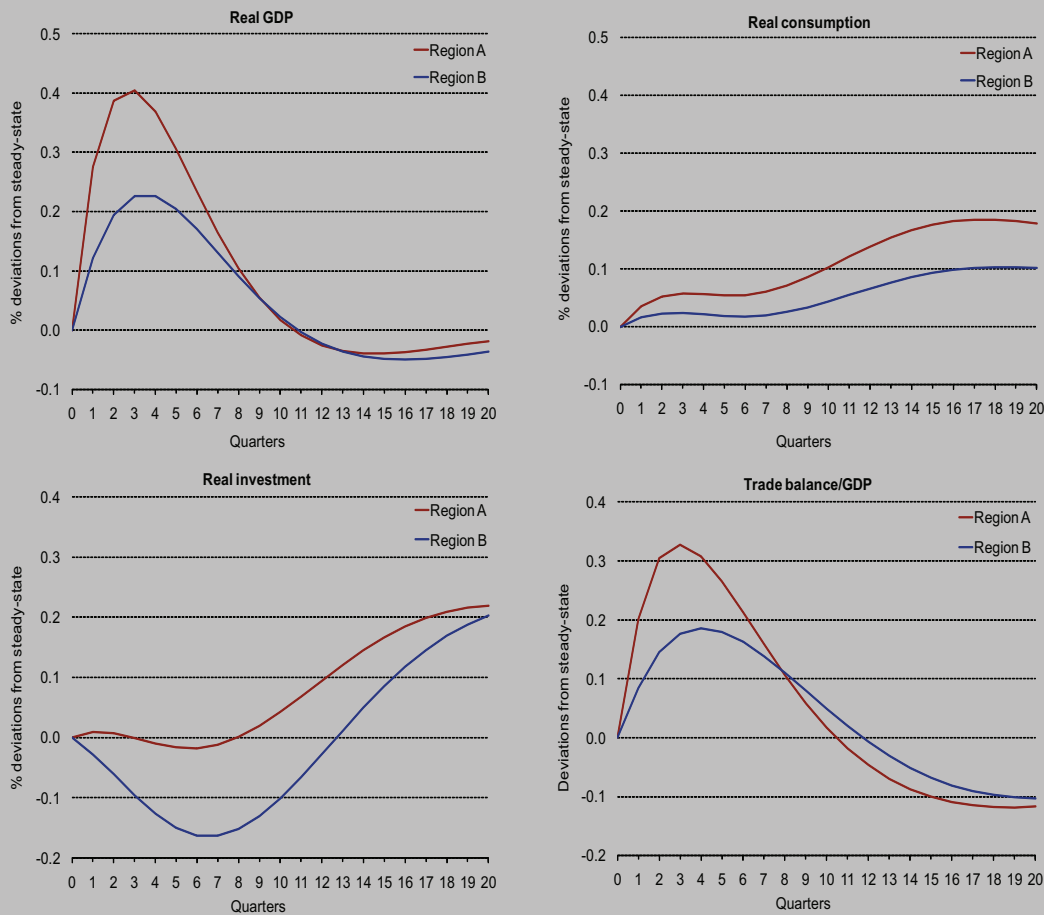 Real GDP
% deviations from steady-state
0.5
0.4
0.3
0.2
0.1
0.0
-0.1
Region A
Region B
0 1 2 3 4 5 6 7 8 9 10 11 12 13 14 15 16 17 18 19 20
Quarters
Real consumption
% deviations from steady-state
0.5
0.4
0.3
0.2
0.1
0.0
-0.1
Region A
Region B
0 1 2 3 4 5 6 7 8 9 10 11 12 13 14 15 16 17 18 19 20
Quarters
Real investment
% deviations from steady-state
0.4
0.3
0.2
0.1
0.0
-0.1
-0.2
Region A
Region B
0 1 2 3 4 5 6 7 8 9 10 11 12 13 14 15 16 17 18 19 20
Quarters
Trade balance/GDP
Deviations from steady-state
0.4
0.3
0.2
0.1
0.0
-0.1
-0.2
Region A
Region B
0 1 2 3 4 5 6 7 8 9 10 11 12 13 14 15 16 17 18 19 20
Quarters